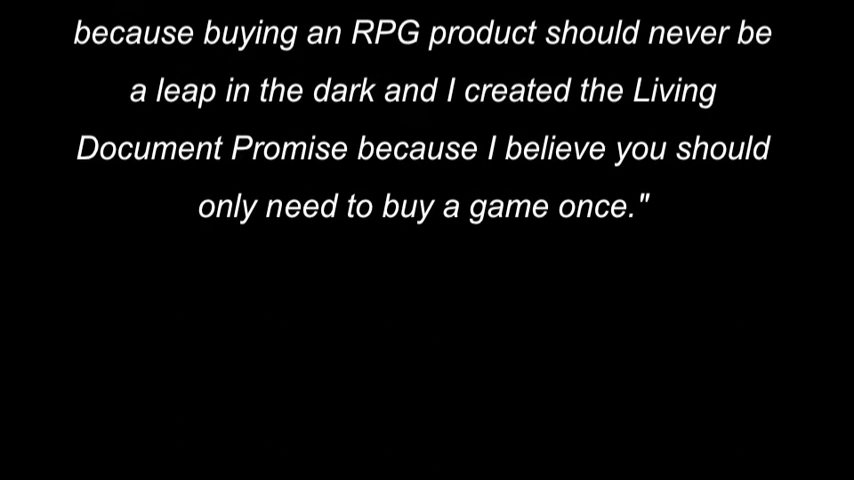 because buying an RPG product should never be
a leap in the dark and I created the Living
Document Promise because I believe you should
only need to buy a game once."